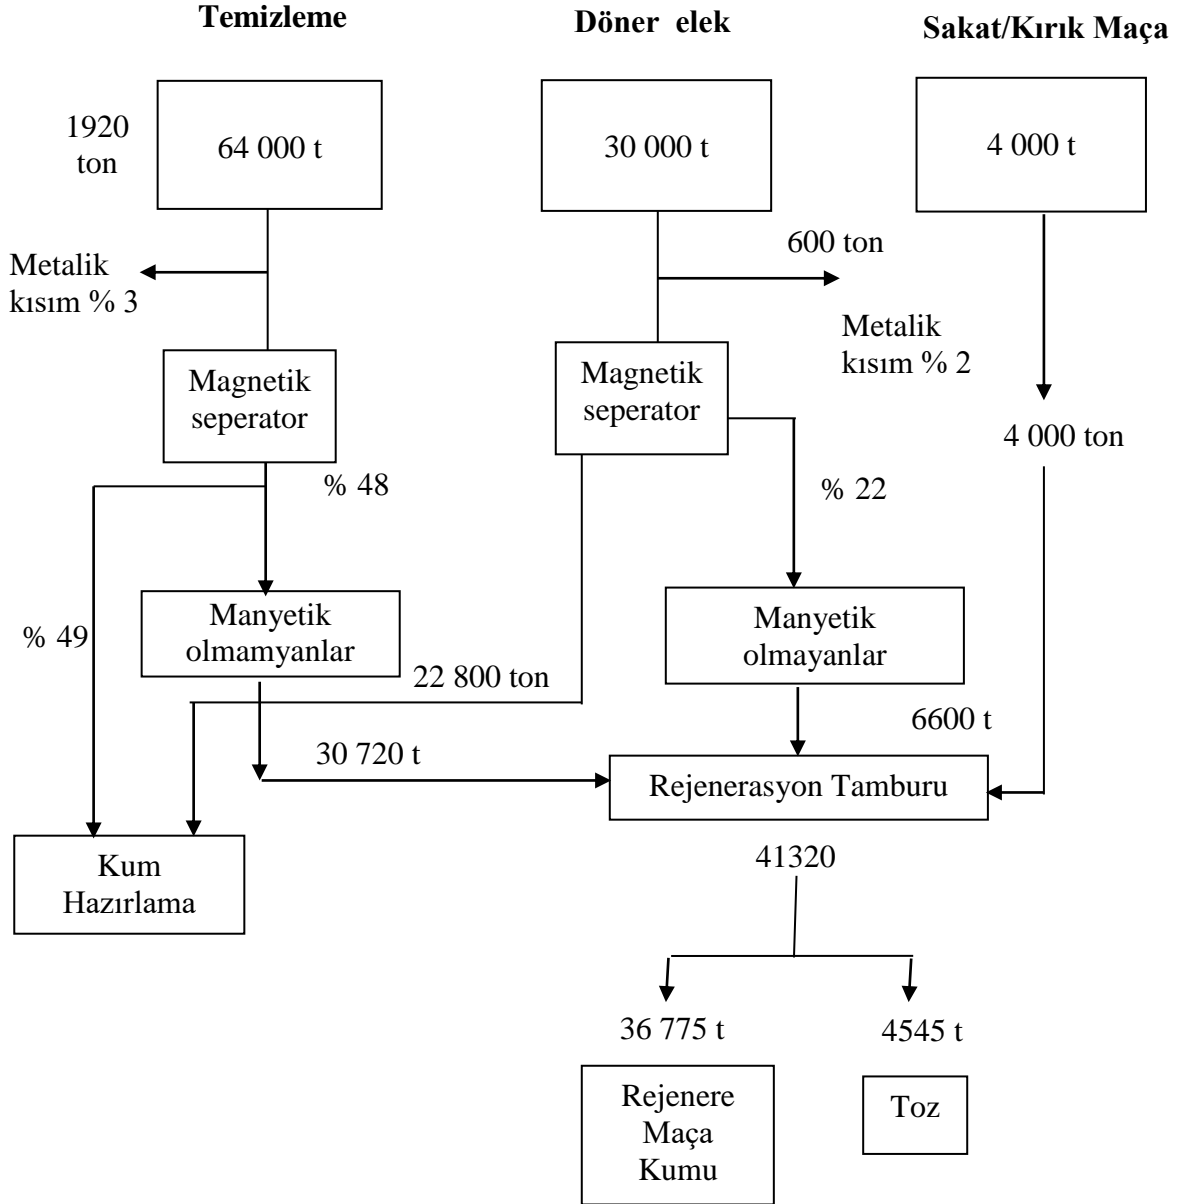 Temizleme
Döner elek
Sakat/Kırık Maça
1920
ton
64 000 t
30 000 t
4 000 t
600 ton
Metalik
kısım % 3
Metalik
kısım % 2
Magnetik
seperator
Magnetik
seperator
4 000 ton
% 48
% 22
% 49
Manyetik
olmamyanlar
Manyetik
olmayanlar
22 800 ton
6600 t
30 720 t
Rejenerasyon Tamburu
Kum
Hazırlama
41320
36 775 t
4545 t
Rejenere
Maça
Kumu
Toz